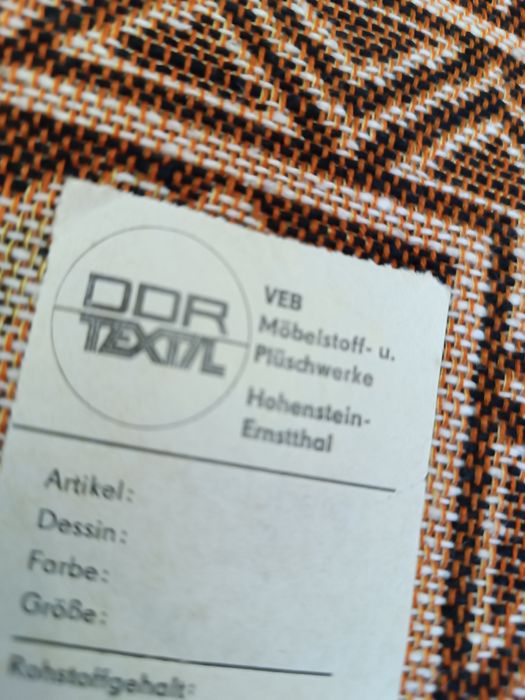 DDR
TEXTIL
VEB
Möbelstoff- u.
Plüschwerke
Hohenstein-
Ernstthal
Artikel:
Dessin:
Farbe:
Größe:
Rohstoffgehalt: